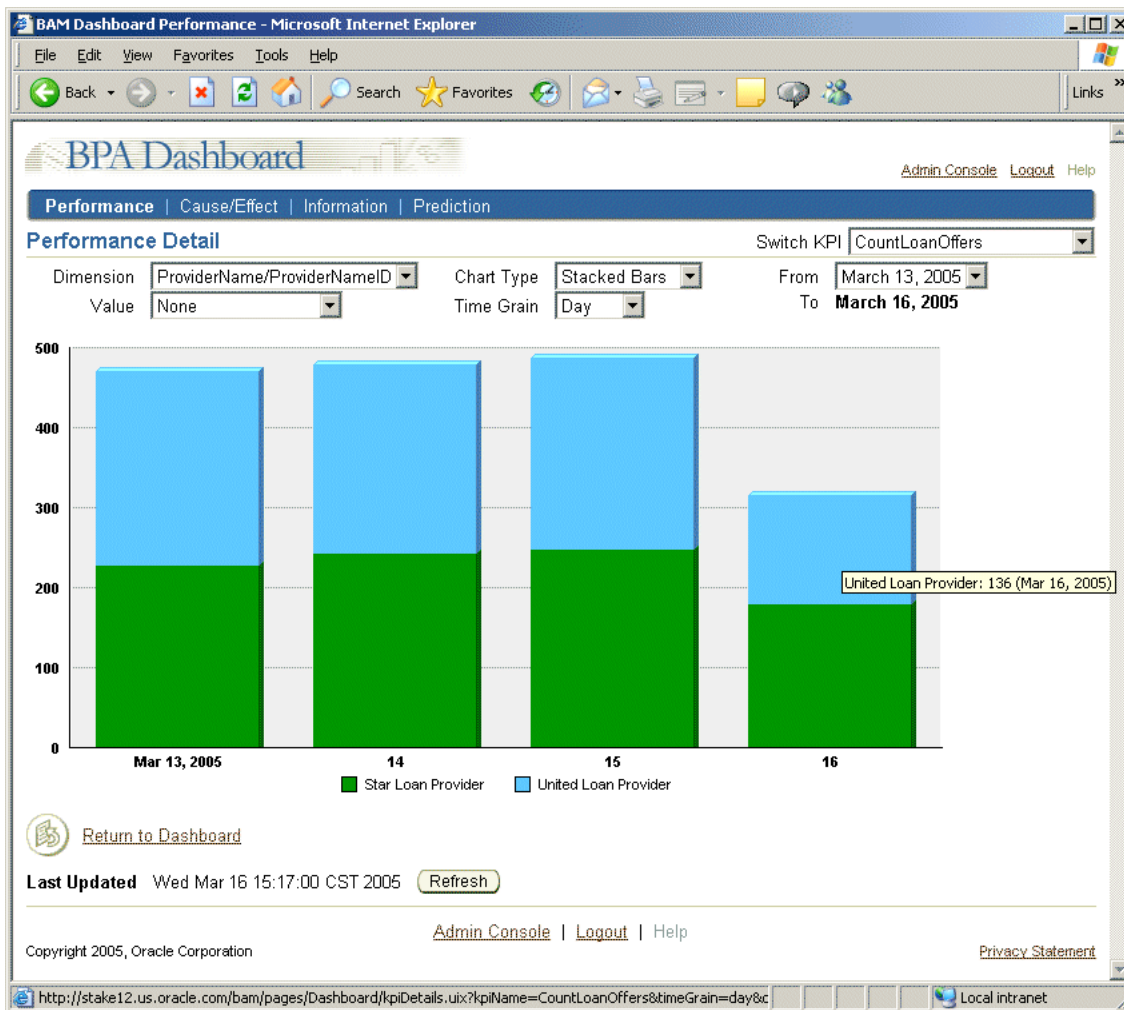 BAM Dashboard Performance - Microsoft Internet Explorer
File Edit View Favorites Tools Help
Back Search Favorites Links »
BPA Dashboard
Admin Console Logout Help
Performance | Cause/Effect | Information | Prediction
Performance Detail Switch KPI CountLoanOffers
Dimension ProviderName/ProviderNameID Chart Type Stacked Bars From March 13, 2005
Value None Time Grain Day To March 16, 2005
500
400
300
200
United Loan Provider: 136 (Mar 16, 2005)
100
0
Mar 13, 2005 14 15 16
Star Loan Provider United Loan Provider
Return to Dashboard
Last Updated Wed Mar 16 15:17:00 CST 2005 Refresh
Admin Console | Logout | Help
Copyright 2005, Oracle Corporation Privacy Statement
http://stake12.us.oracle.com/bam/pages/Dashboard/kpiDetails.uix?kpiName=CountLoanOffers&timeGrain=day&c Local intranet